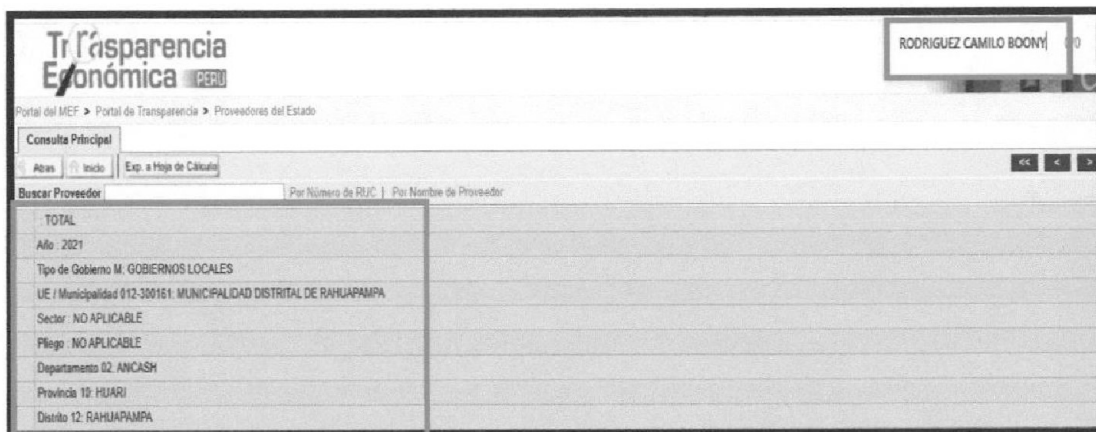 Transparencia
Económica PERÚ
RODRIGUEZ CAMILO BOONY
Portal del MEF > Portal de Transparencia > Proveedores del Estado
Consulta Principal
Atras Inicio Exp. a Hoja de Cálculo << < >
Buscar Proveedor Por Número de RUC | Por Nombre de Proveedor
: TOTAL
Año : 2021
Tipo de Gobierno M: GOBIERNOS LOCALES
UE / Municipalidad 012-300161: MUNICIPALIDAD DISTRITAL DE RAHUAPAMPA
Sector : NO APLICABLE
Pliego : NO APLICABLE
Departamento 02: ANCASH
Provincia 10: HUARI
Distrito 12: RAHUAPAMPA